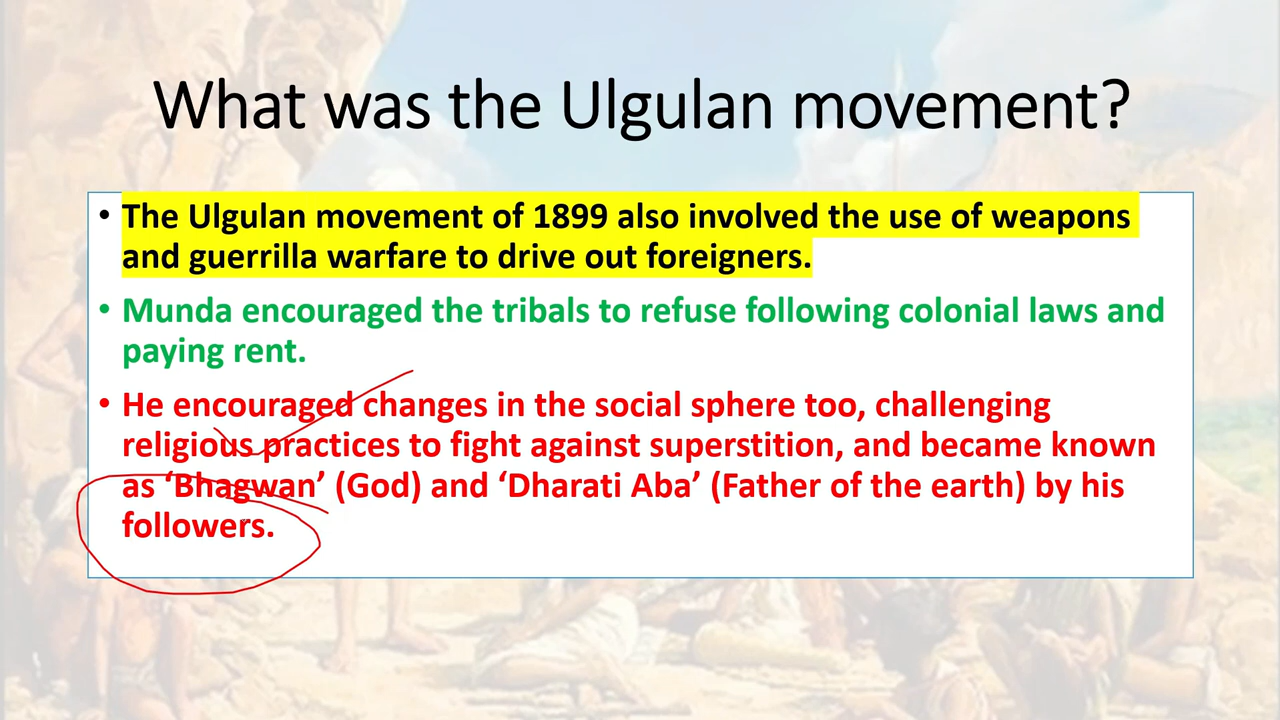 What was the Ulgulan movement?
• The Ulgulan movement of 1899 also involved the use of weapons
and guerrilla warfare to drive out foreigners.
• Munda encouraged the tribals to refuse following colonial laws and
paying rent.
• He encouraged changes in the social sphere too, challenging
religious practices to fight against superstition, and became known
as ‘Bhagwan’ (God) and ‘Dharati Aba’ (Father of the earth) by his
followers.